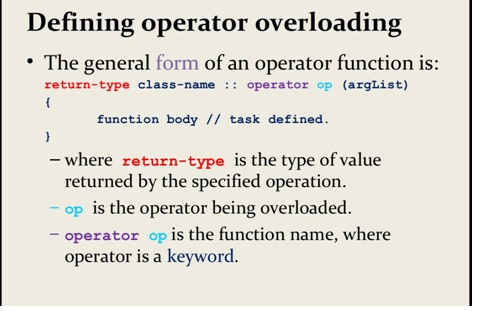 Defining operator overloading
• The general form of an operator function is:
return-type class-name :: operator op (argList)
{
function body // task defined.
}
– where return-type is the type of value
returned by the specified operation.
– op is the operator being overloaded.
– operator op is the function name, where
operator is a keyword.